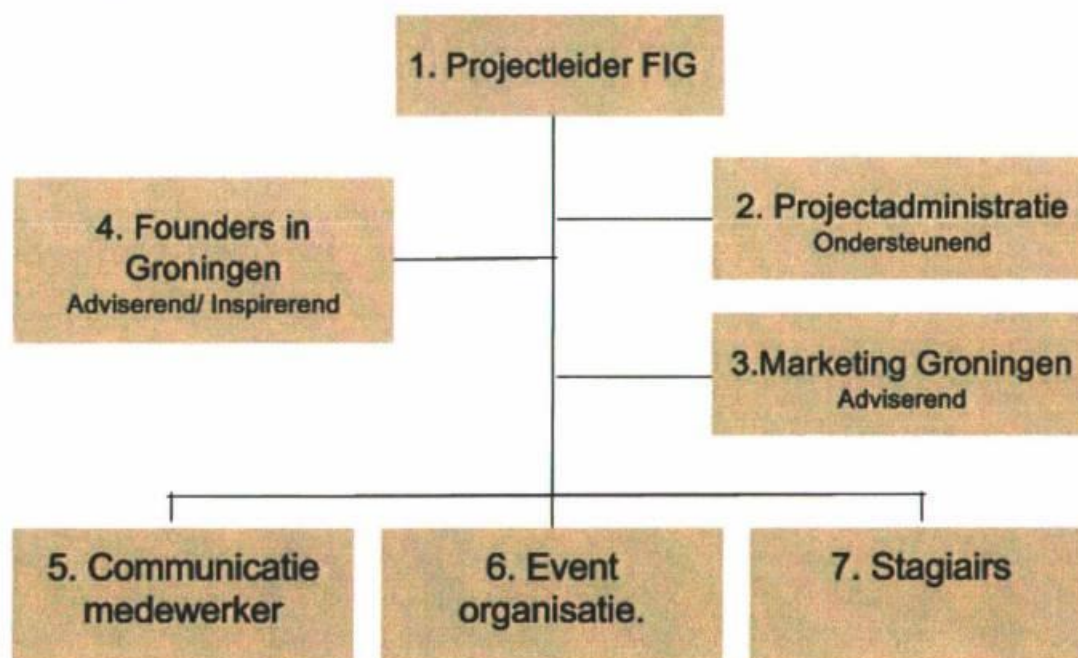 1. Projectleider FIG
4. Founders in
Groningen
Adviserend/ Inspirerend
2. Projectadministratie
Ondersteunend
3.Marketing Groningen
Adviserend
5. Communicatie
medewerker
6. Event
organisatie.
7. Stagiairs